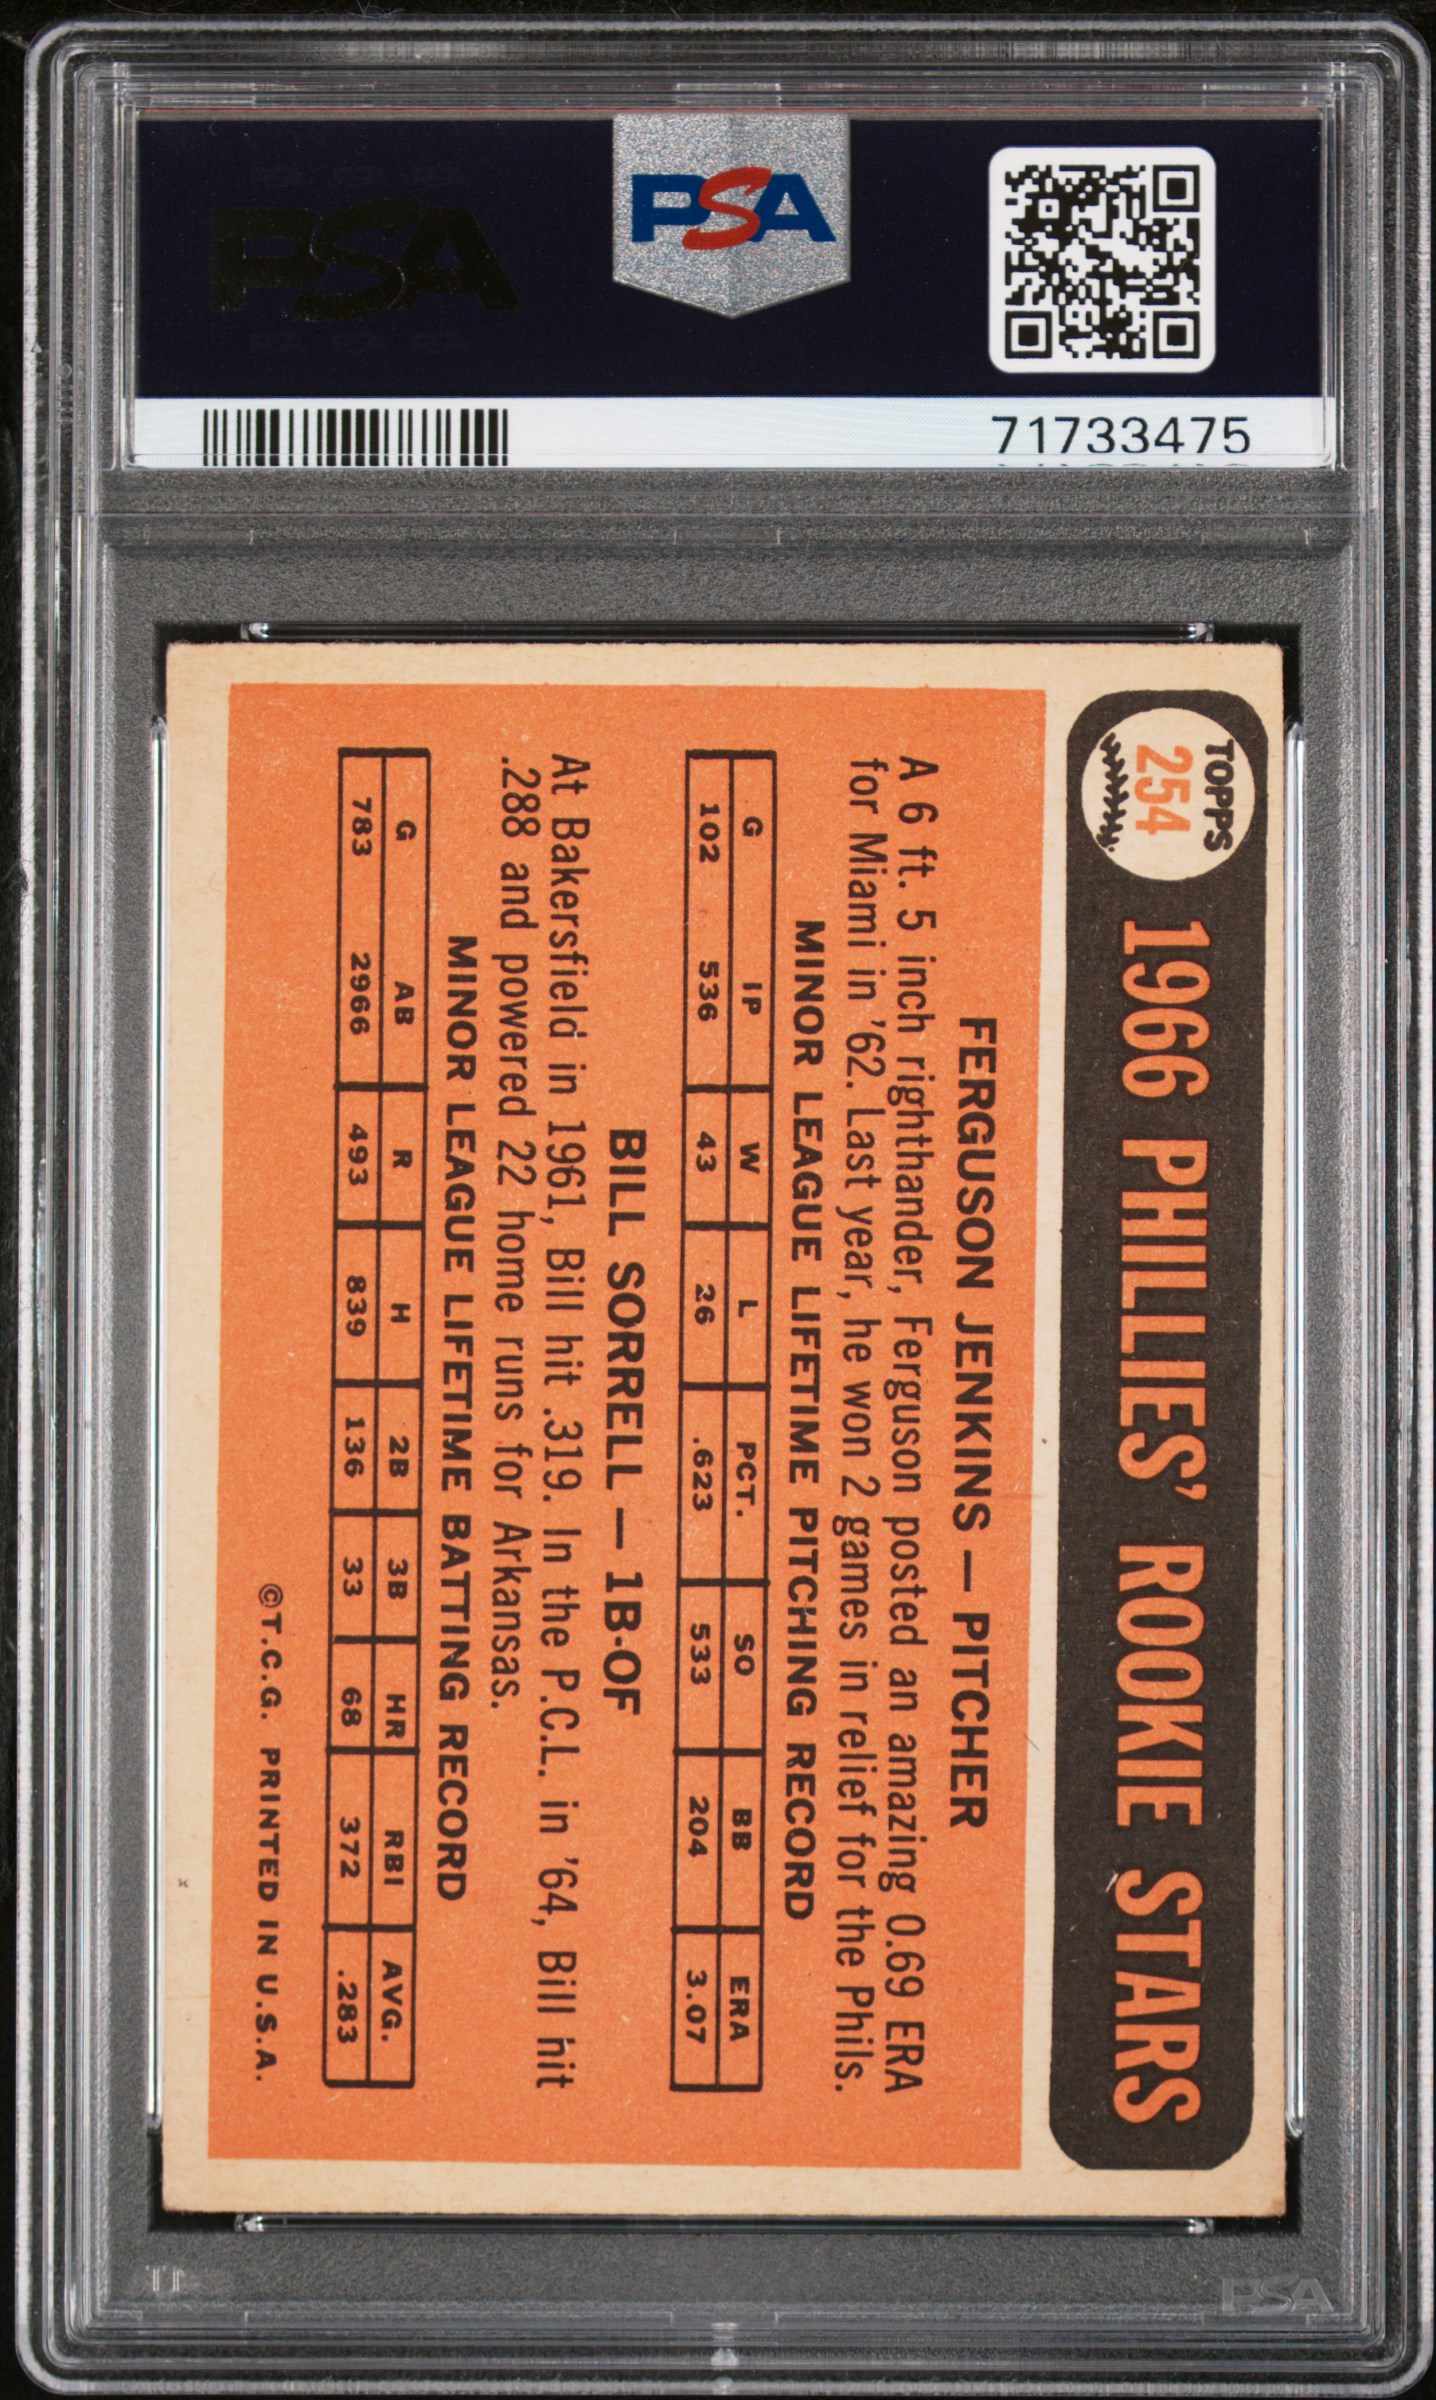 PSA
PSA
71733475
TOPPS
254
1966 PHILLIES' ROOKIE STARS
FERGUSON JENKINS — PITCHER
A 6 ft. 5 inch righthander, Ferguson posted an amazing 0.69 ERA
for Miami in '62. Last year, he won 2 games in relief for the Phils.
MINOR LEAGUE LIFETIME PITCHING RECORD
G IP W L PCT. SO BB ERA
102 536 43 26 .623 533 204 3.07
BILL SORRELL — 1B-OF
At Bakersfield in 1961, Bill hit .319. In the P.C.L. in '64, Bill hit
.288 and powered 22 home runs for Arkansas.
MINOR LEAGUE LIFETIME BATTING RECORD
G AB R H 2B 3B HR RBI AVG.
783 2966 493 839 136 33 68 372 .283
©T.C.G. PRINTED IN U.S.A.
PSA